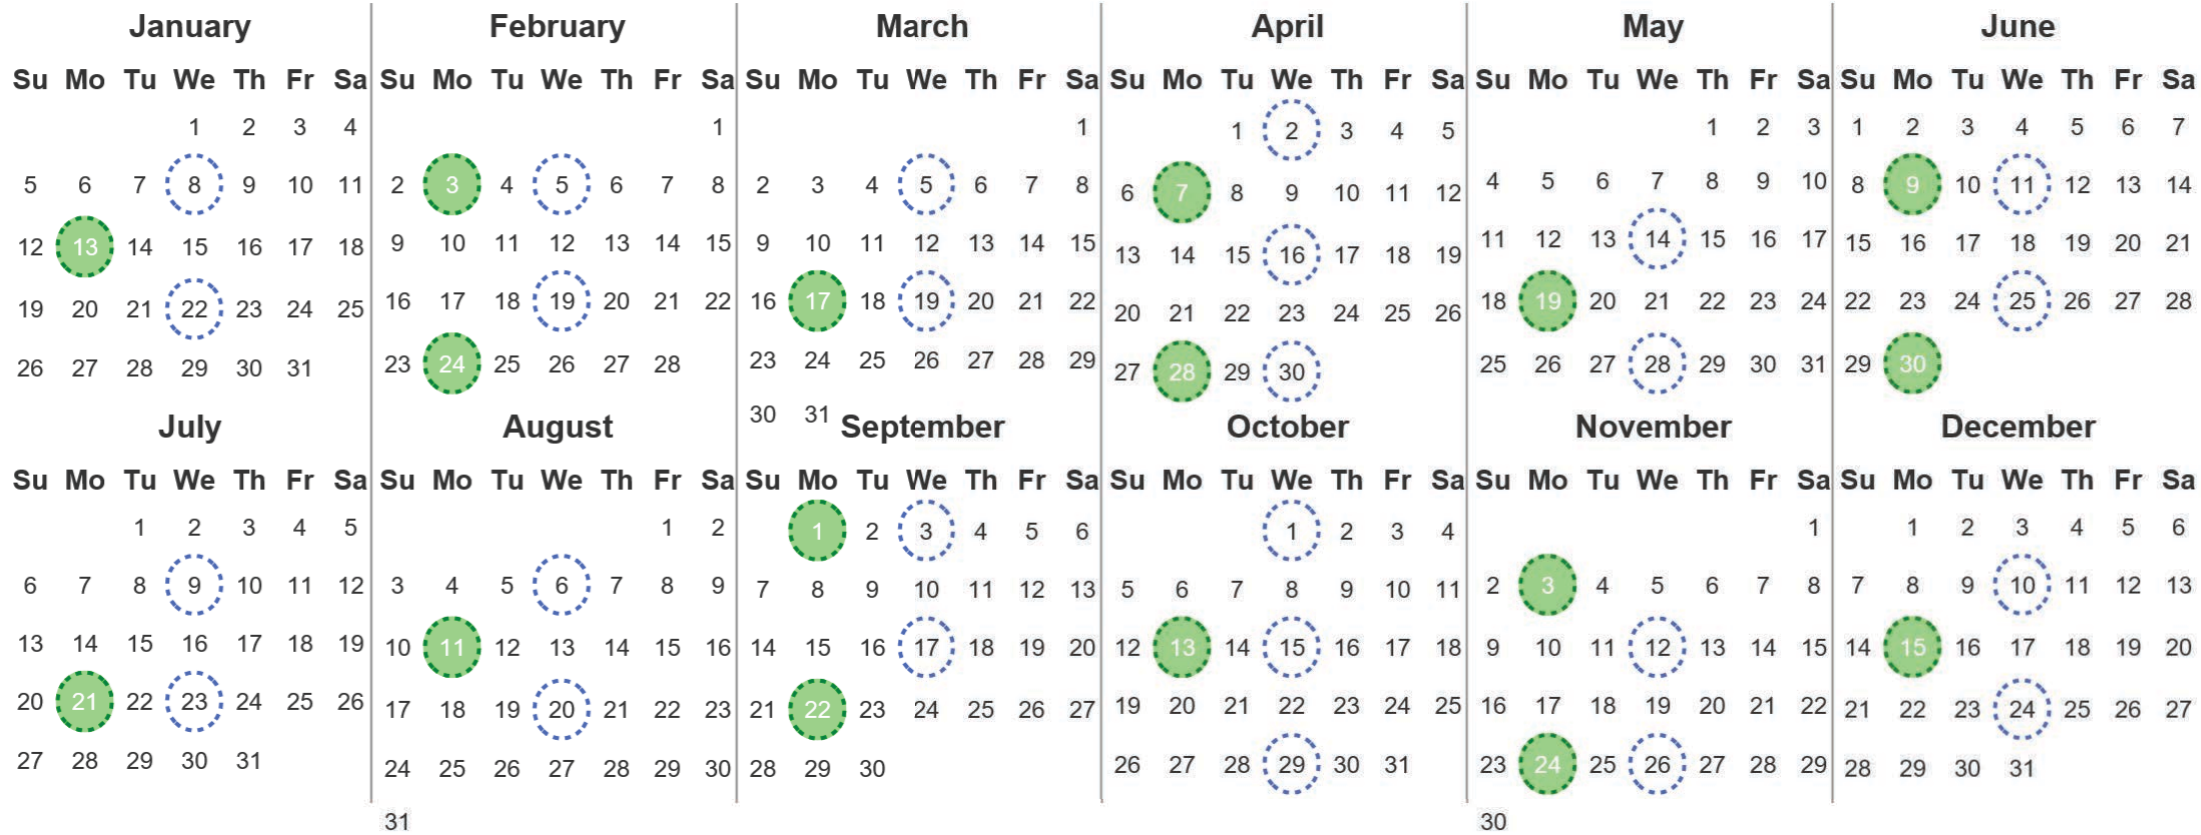 January
Su Mo Tu We Th Fr Sa
1 2 3 4
5 6 7 8 9 10 11
12 13 14 15 16 17 18
19 20 21 22 23 24 25
26 27 28 29 30 31
February
Su Mo Tu We Th Fr Sa
1
2 3 4 5 6 7 8
9 10 11 12 13 14 15
16 17 18 19 20 21 22
23 24 25 26 27 28
March
Su Mo Tu We Th Fr Sa
1
2 3 4 5 6 7 8
9 10 11 12 13 14 15
16 17 18 19 20 21 22
23 24 25 26 27 28 29
30 31
April
Su Mo Tu We Th Fr Sa
1 2 3 4 5
6 7 8 9 10 11 12
13 14 15 16 17 18 19
20 21 22 23 24 25 26
27 28 29 30
May
Su Mo Tu We Th Fr Sa
1 2 3
4 5 6 7 8 9 10
11 12 13 14 15 16 17
18 19 20 21 22 23 24
25 26 27 28 29 30 31
June
Su Mo Tu We Th Fr Sa
1 2 3 4 5 6 7
8 9 10 11 12 13 14
15 16 17 18 19 20 21
22 23 24 25 26 27 28
29 30
July
Su Mo Tu We Th Fr Sa
1 2 3 4 5
6 7 8 9 10 11 12
13 14 15 16 17 18 19
20 21 22 23 24 25 26
27 28 29 30 31
August
Su Mo Tu We Th Fr Sa
1 2
3 4 5 6 7 8 9
10 11 12 13 14 15 16
17 18 19 20 21 22 23
24 25 26 27 28 29 30
31
September
Su Mo Tu We Th Fr Sa
1 2 3 4 5 6
7 8 9 10 11 12 13
14 15 16 17 18 19 20
21 22 23 24 25 26 27
28 29 30
October
Su Mo Tu We Th Fr Sa
1 2 3 4
5 6 7 8 9 10 11
12 13 14 15 16 17 18
19 20 21 22 23 24 25
26 27 28 29 30 31
November
Su Mo Tu We Th Fr Sa
1
2 3 4 5 6 7 8
9 10 11 12 13 14 15
16 17 18 19 20 21 22
23 24 25 26 27 28 29
30
December
Su Mo Tu We Th Fr Sa
1 2 3 4 5 6
7 8 9 10 11 12 13
14 15 16 17 18 19 20
21 22 23 24 25 26 27
28 29 30 31